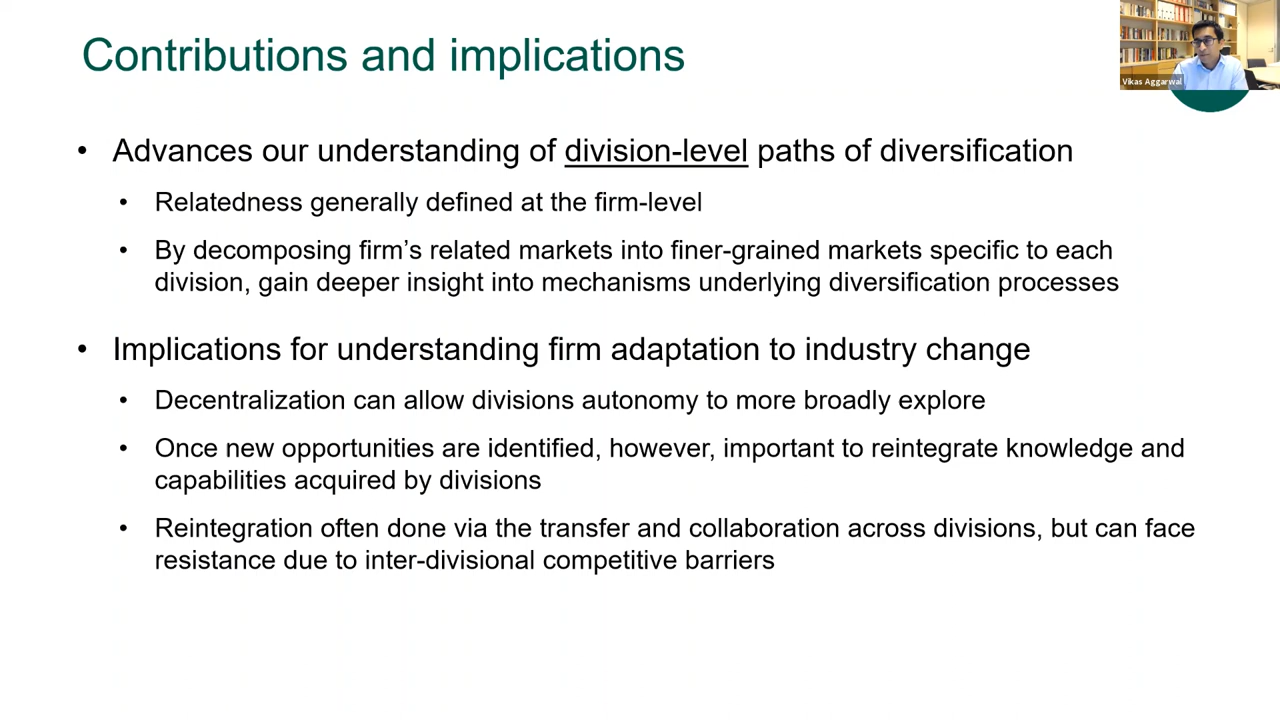 Contributions and implications
Vikas Aggarwal
• Advances our understanding of division-level paths of diversification
• Relatedness generally defined at the firm-level
• By decomposing firm’s related markets into finer-grained markets specific to each
division, gain deeper insight into mechanisms underlying diversification processes
• Implications for understanding firm adaptation to industry change
• Decentralization can allow divisions autonomy to more broadly explore
• Once new opportunities are identified, however, important to reintegrate knowledge and
capabilities acquired by divisions
• Reintegration often done via the transfer and collaboration across divisions, but can face
resistance due to inter-divisional competitive barriers